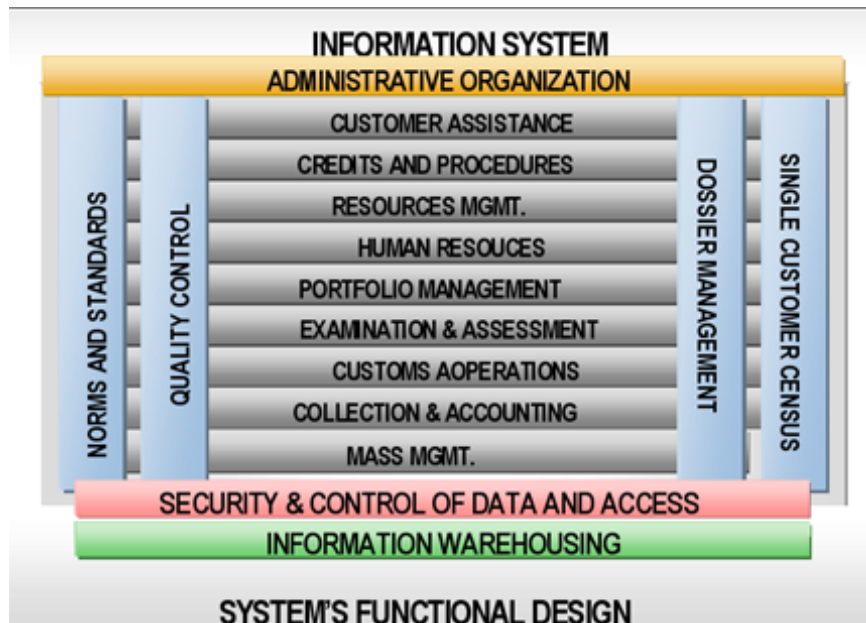 INFORMATION SYSTEM
ADMINISTRATIVE ORGANIZATION
NORMS AND STANDARDS
QUALITY CONTROL
CUSTOMER ASSISTANCE
CREDITS AND PROCEDURES
RESOURCES MGMT.
HUMAN RESOUCES
PORTFOLIO MANAGEMENT
EXAMINATION & ASSESSMENT
CUSTOMS AOPERATIONS
COLLECTION & ACCOUNTING
MASS MGMT.
DOSSIER MANAGEMENT
SINGLE CUSTOMER CENSUS
SECURITY & CONTROL OF DATA AND ACCESS
INFORMATION WAREHOUSING
SYSTEM'S FUNCTIONAL DESIGN